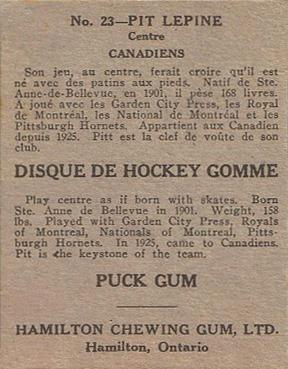 No. 23—PIT LEPINE
Centre
CANADIENS
Son jeu, au centre, ferait croire qu'il est
né avec des patins aux pieds. Natif de Ste.
Anne-de-Bellevue, en 1901, il pèse 168 livres.
A joué avec les Garden City Press, les Royal
de Montréal, les National de Montréal et les
Pittsburgh Hornets. Appartient aux Canadien
depuis 1925. Pitt est la clef de voûte de son
club.
DISQUE DE HOCKEY GOMME
Play centre as if born with skates. Born
Ste. Anne de Bellevue in 1901. Weight, 158
lbs. Played with Garden City Press, Royals
of Montreal, Nationals of Montreal, Pitts-
burgh Hornets. In 1925, came to Canadiens.
Pit is the keystone of the team.
PUCK GUM
HAMILTON CHEWING GUM, LTD.
Hamilton, Ontario